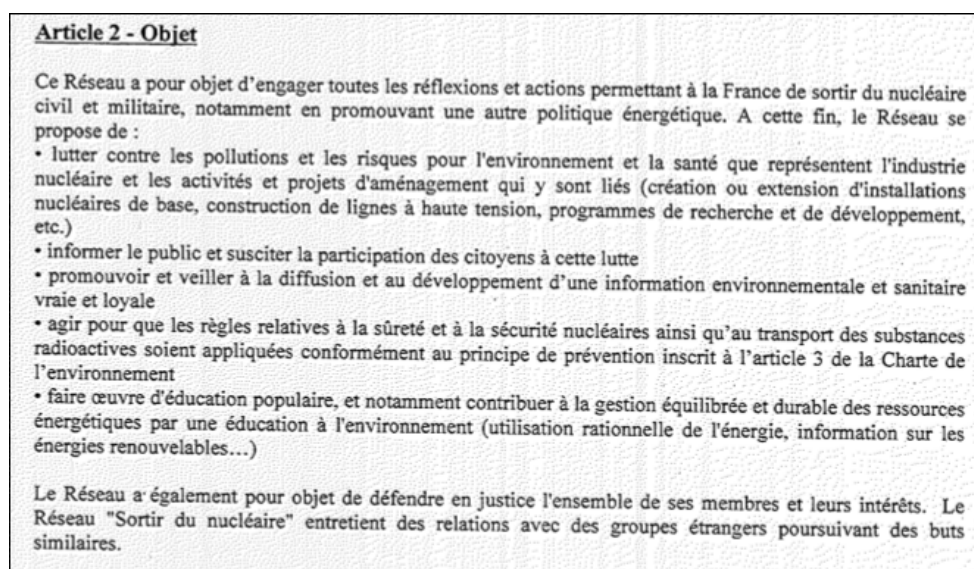 Article 2 - Objet
Ce Réseau a pour objet d’engager toutes les réflexions et actions permettant à la France de sortir du nucléaire
civil et militaire, notamment en promouvant une autre politique énergétique. A cette fin, le Réseau se
propose de :
• lutter contre les pollutions et les risques pour l'environnement et la santé que représentent l'industrie
nucléaire et les activités et projets d'aménagement qui y sont liés (création ou extension d'installations
nucléaires de base, construction de lignes à haute tension, programmes de recherche et de développement,
etc.)
• informer le public et susciter la participation des citoyens à cette lutte
• promouvoir et veiller à la diffusion et au développement d’une information environnementale et sanitaire
vraie et loyale
• agir pour que les règles relatives à la sûreté et à la sécurité nucléaires ainsi qu’au transport des substances
radioactives soient appliquées conformément au principe de prévention inscrit à l’article 3 de la Charte de
l’environnement
• faire œuvre d'éducation populaire, et notamment contribuer à la gestion équilibrée et durable des ressources
énergétiques par une éducation à l'environnement (utilisation rationnelle de l'énergie, information sur les
énergies renouvelables…)
Le Réseau a également pour objet de défendre en justice l'ensemble de ses membres et leurs intérêts. Le
Réseau "Sortir du nucléaire" entretient des relations avec des groupes étrangers poursuivant des buts
similaires.